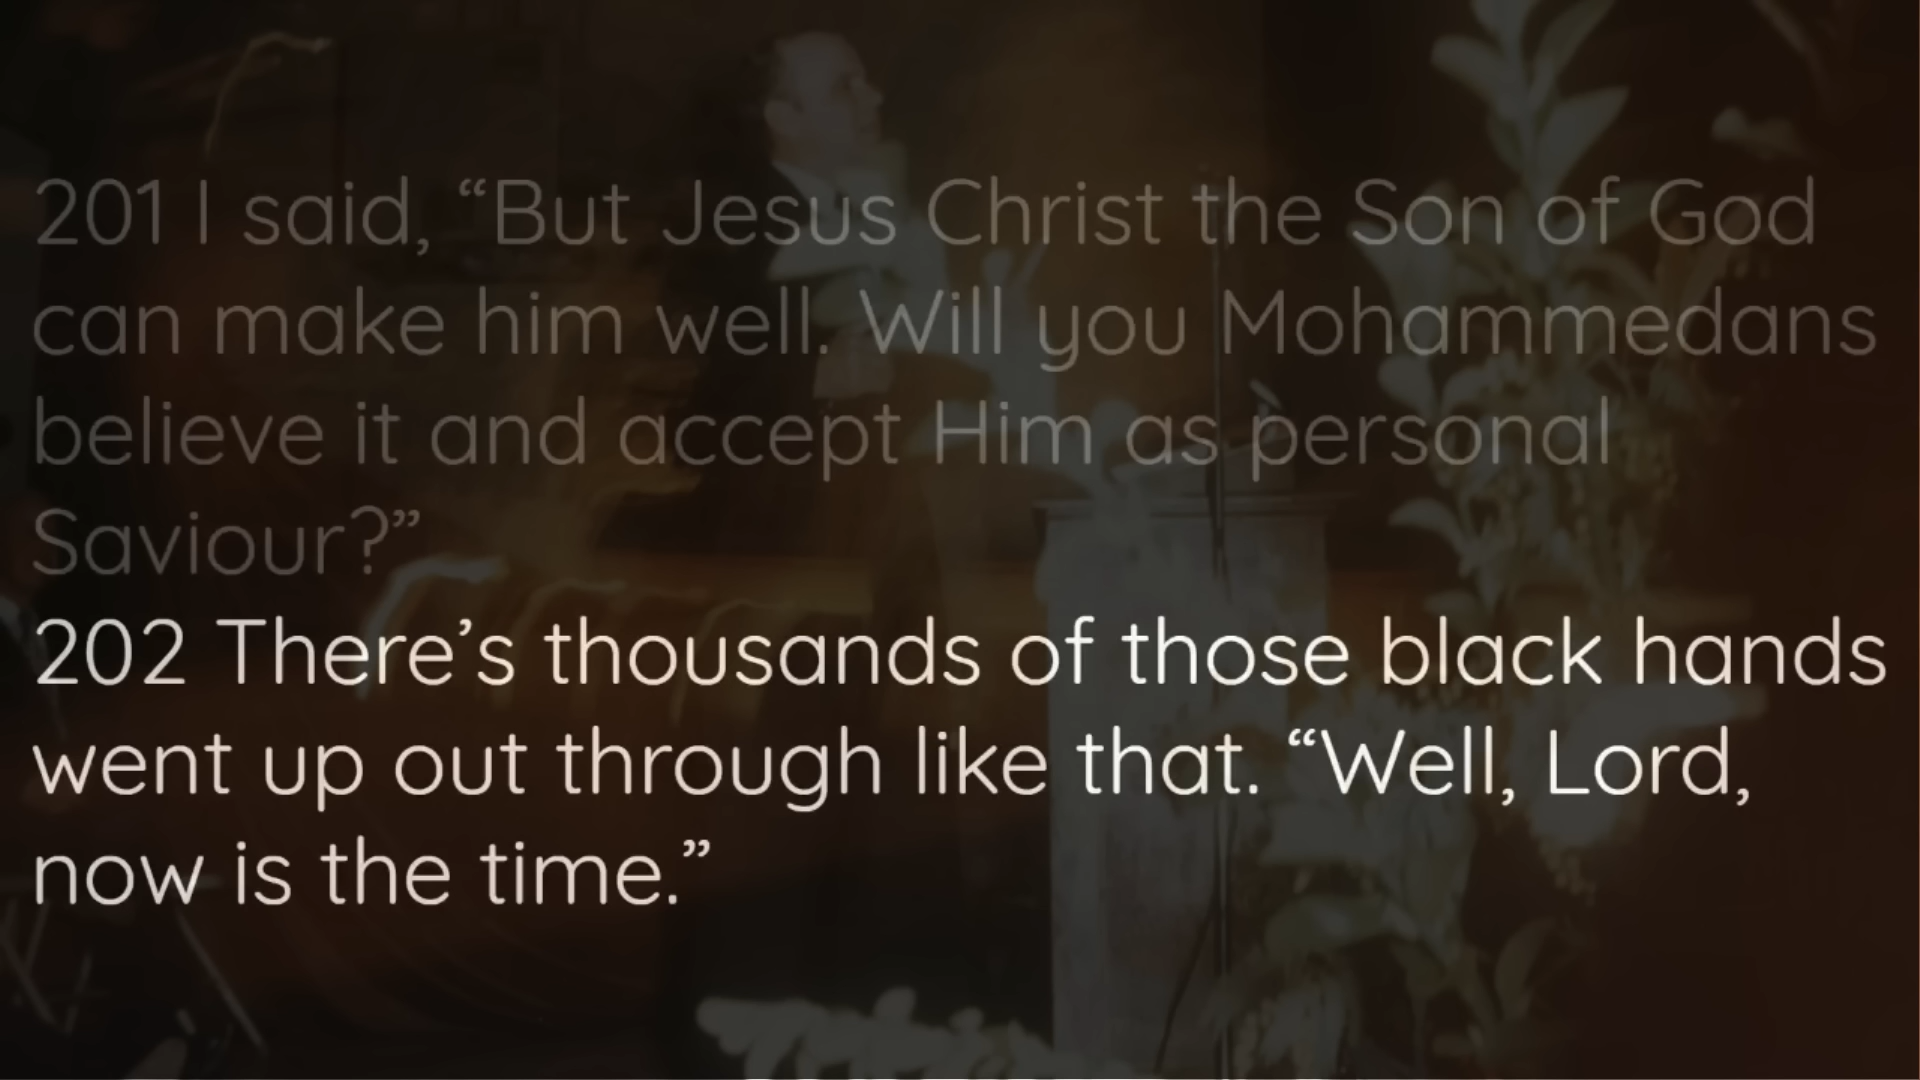 201 I said, “But Jesus Christ the Son of God
can make him well. Will you Mohammedans
believe it and accept Him as personal
Saviour?”
202 There’s thousands of those black hands
went up out through like that. “Well, Lord,
now is the time.”